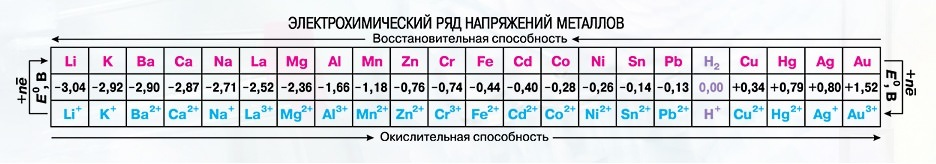 ЭЛЕКТРОХИМИЧЕСКИЙ РЯД НАПРЯЖЕНИЙ МЕТАЛЛОВ
Восстановительная способность
+nē E⁰, В
Li K Ba Ca Na La Mg Al Mn Zn Cr Fe Cd Co Ni Sn Pb H₂ Cu Hg Ag Au
−3,04 −2,92 −2,90 −2,87 −2,71 −2,52 −2,36 −1,66 −1,18 −0,76 −0,74 −0,44 −0,40 −0,28 −0,26 −0,14 −0,13 0,00 +0,34 +0,79 +0,80 +1,52
Li⁺ K⁺ Ba²⁺ Ca²⁺ Na⁺ La³⁺ Mg²⁺ Al³⁺ Mn²⁺ Zn²⁺ Cr³⁺ Fe²⁺ Cd²⁺ Co²⁺ Ni²⁺ Sn²⁺ Pb²⁺ H⁺ Cu²⁺ Hg²⁺ Ag⁺ Au³⁺
E⁰, В +nē
Окислительная способность